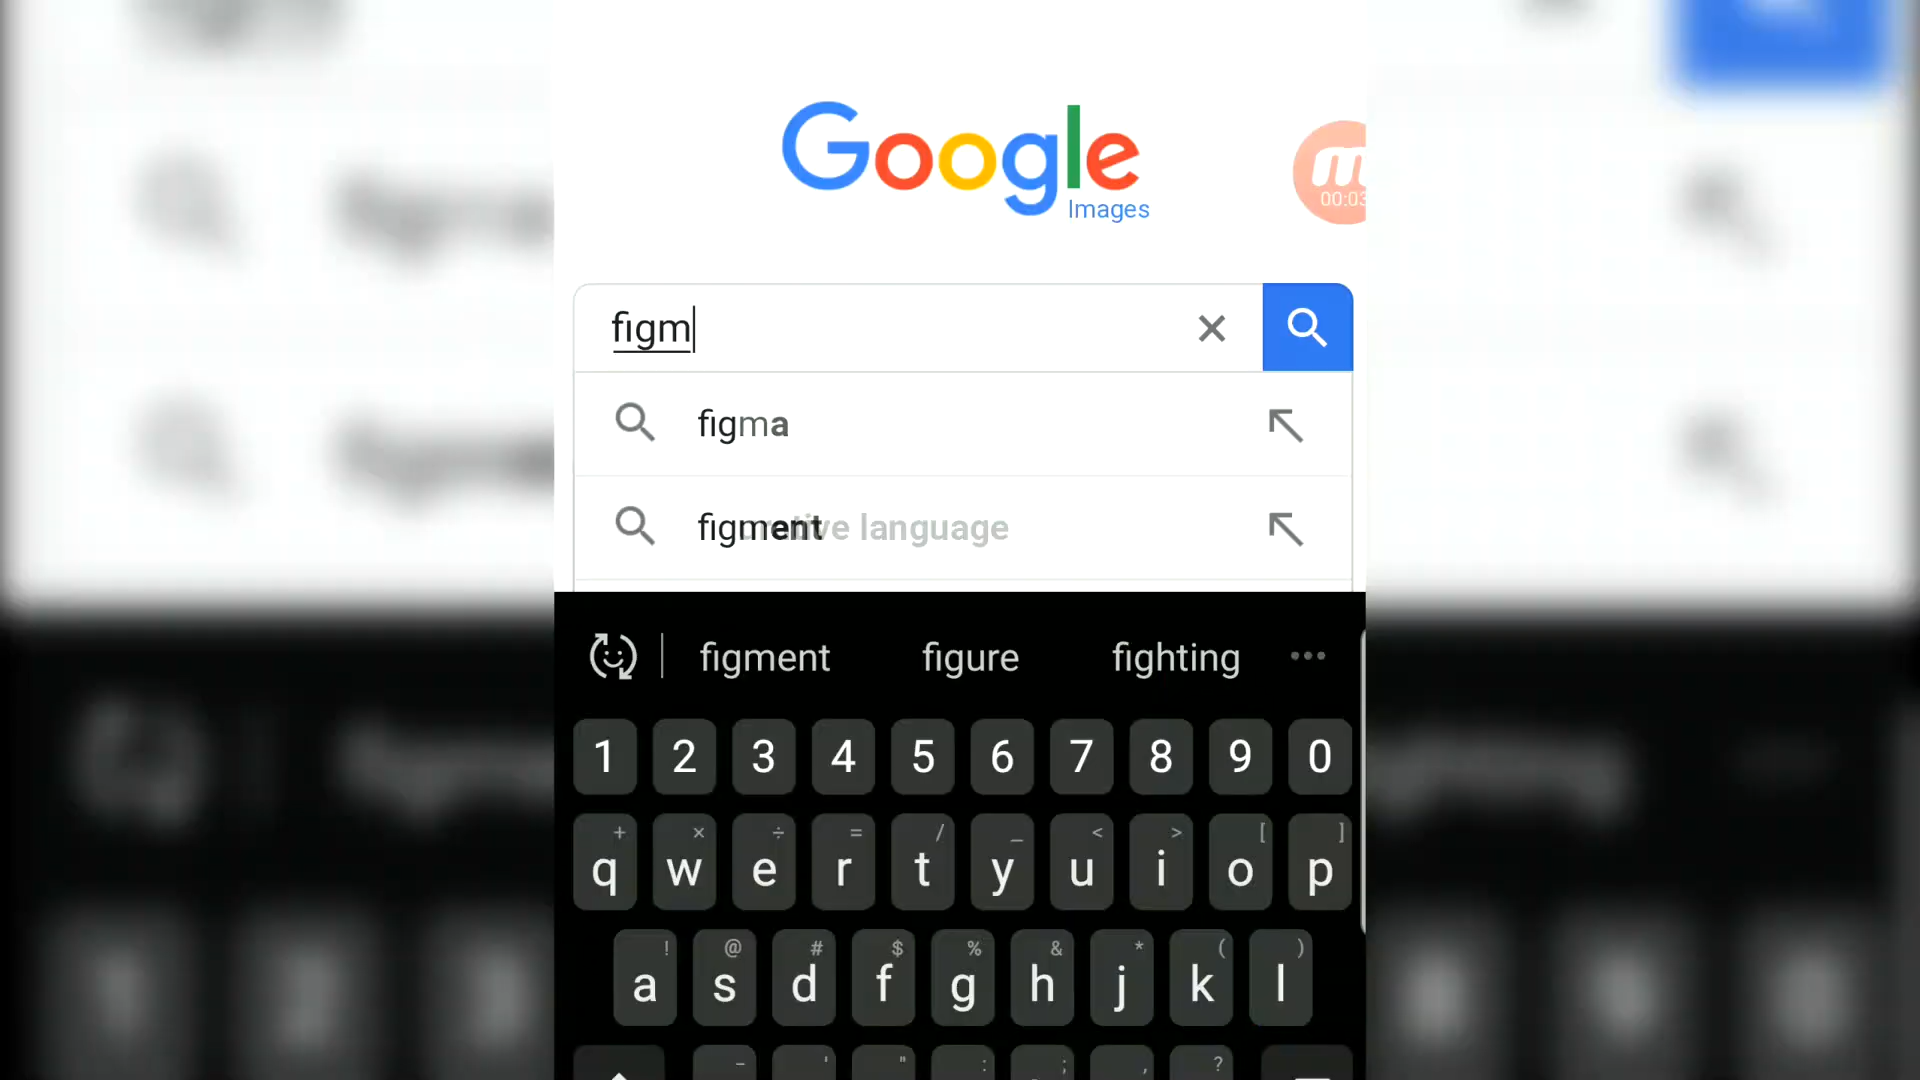 Google
Images
m
00:03
figm
figma
figment
tive language
figment figure fighting
1 2 3 4 5 6 7 8 9 0
+ × ÷ = / _ < > [ ]
q w e r t y u i o p
! @ # $ % & * ( )
a s d f g h j k l
- ' " : ; , ?